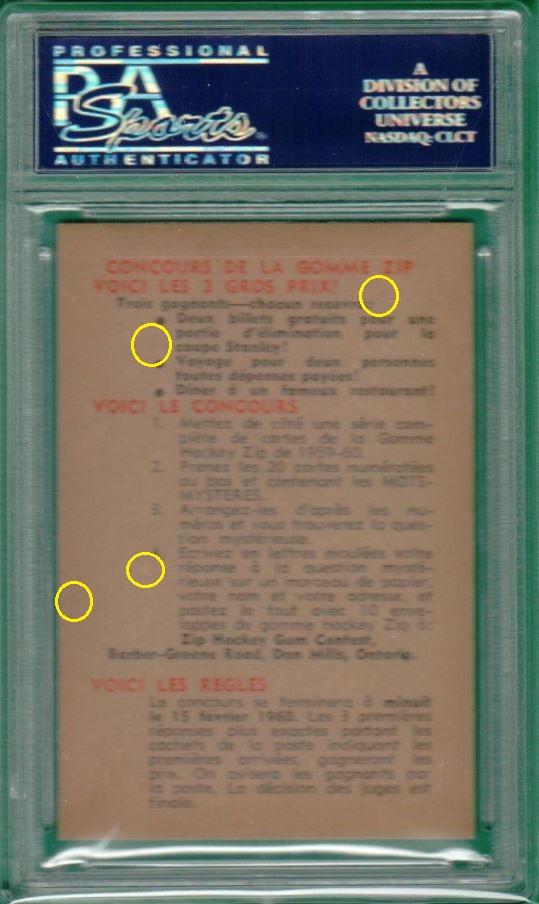 PROFESSIONAL
PSA
Sports
AUTHENTICATOR
A
DIVISION OF
COLLECTORS
UNIVERSE
NASDAQ: CLCT
CONCOURS DE LA GOMME ZIP
VOICI LES 3 GROS PRIX!
Trois gagnants—chacun recevra:
• Deux billets gratuits pour une
partie d'élimination pour la
coupe Stanley!
• Voyage pour deux personnes
toutes dépenses payées!
• Dîner à un fameux restaurant!
VOICI LE CONCOURS
1. Mettez de côté une série com-
plète de cartes de la Gomme
Hockey Zip de 1959-60.
2. Prenez les 20 cartes numérotées
au bas et contenant les MOTS-
MYSTERES.
3. Arrangez-les d'après les nu-
méros et vous trouverez la ques-
tion mystérieuse.
4. Ecrivez en lettres moulées votre
réponse à la question mysté-
rieuse sur un morceau de papier,
votre nom et votre adresse, et
postez le tout avec 10 enve-
loppes de gomme hockey Zip à:
Zip Hockey Gum Contest,
Barber-Greene Road, Don Mills, Ontario.
VOICI LES REGLES
Le concours se terminera à minuit
le 15 février 1960. Les 3 premières
réponses plus exactes portant les
cachets de la poste indiquant les
premières arrivées, gagneront les
prix. On avisera les gagnants par
la poste. La décision des juges est
finale.